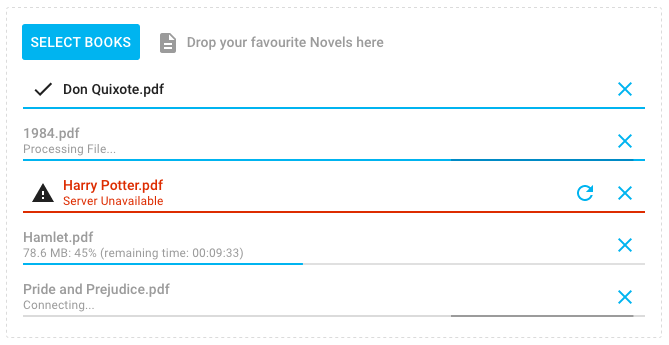 SELECT BOOKS Drop your favourite Novels here
Don Quixote.pdf
1984.pdf
Processing File...
Harry Potter.pdf
Server Unavailable
Hamlet.pdf
78.6 MB: 45% (remaining time: 00:09:33)
Pride and Prejudice.pdf
Connecting...